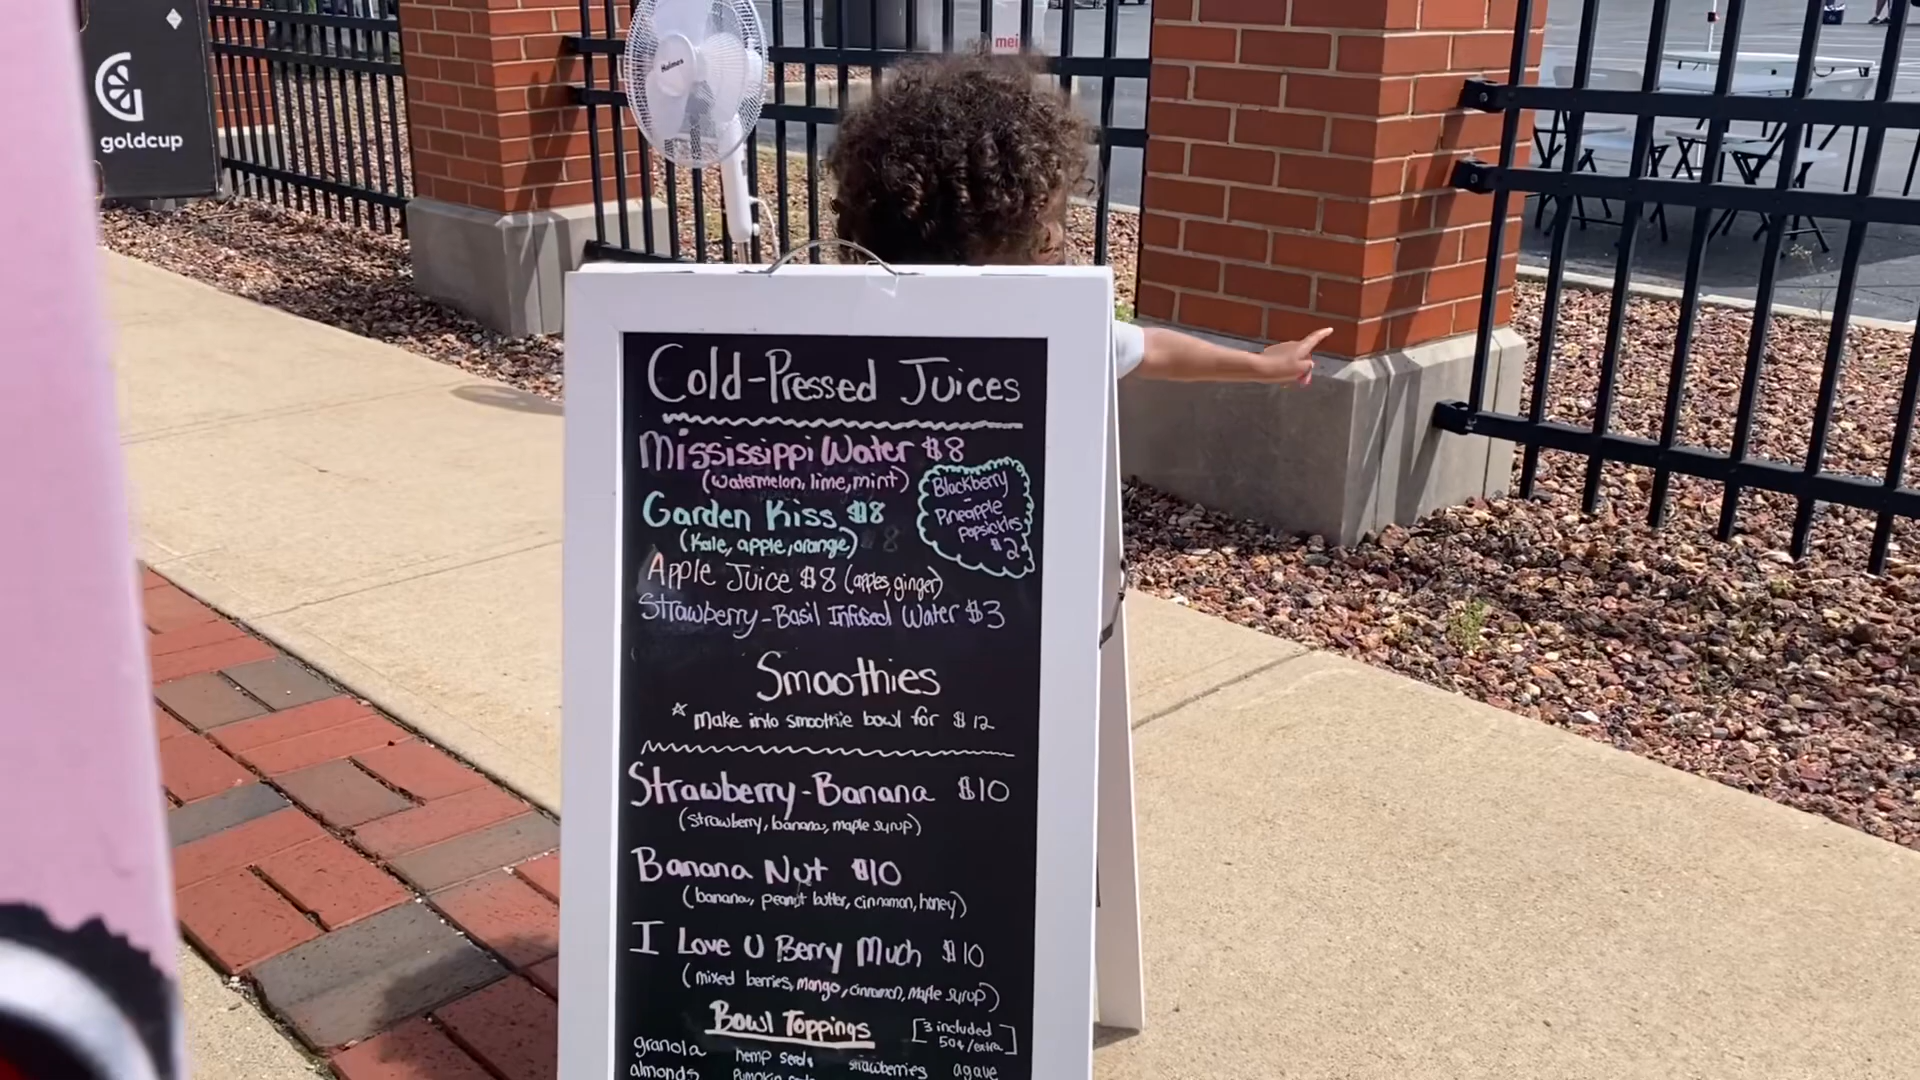 goldcup
Holmes
mei
Cold-Pressed Juices
Mississippi Water $8
(watermelon, lime, mint)
Garden Kiss $8
(Kale, apple, orange)
Blackberry
-
Pineapple
Popsickles
$2
Apple Juice $8 (apples, ginger)
Strawberry-Basil Infused Water $3
Smoothies
☆ Make into smoothie bowl for $12
Strawberry-Banana $10
(strawberry, banana, maple syrup)
Banana Nut $10
(banana, peanut butter, cinnamon, honey)
I Love U Berry Much $10
(mixed berries, mango, cinnamon, maple syrup)
Bowl Toppings [3 included
50¢/extra]
granola hemp seeds strawberries agave
almonds pumpkin